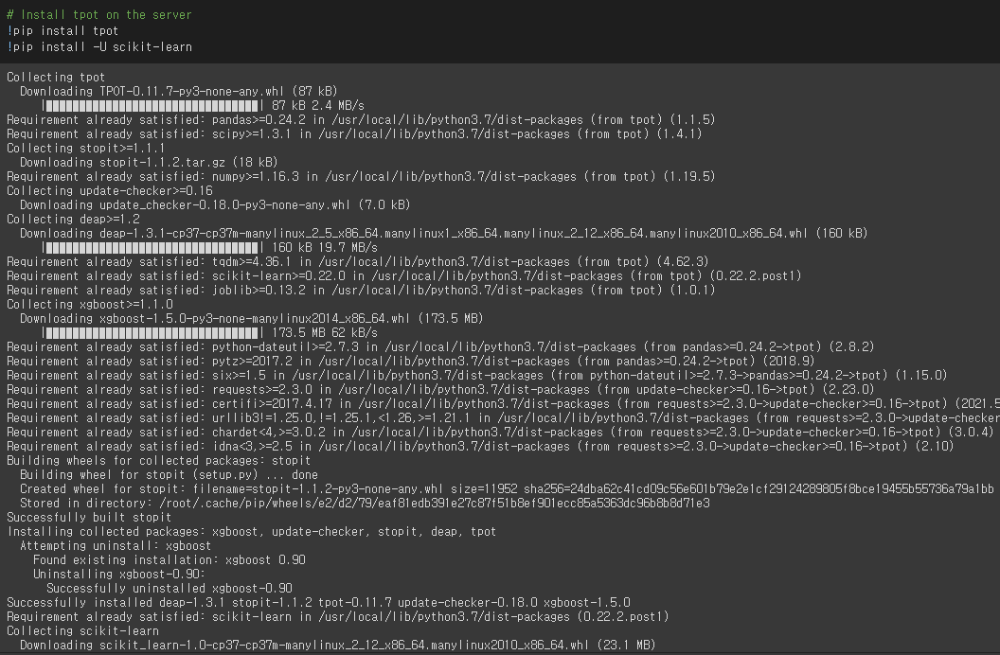 # Install tpot on the server
!pip install tpot
!pip install -U scikit-learn
Collecting tpot
Downloading TPOT-0.11.7-py3-none-any.whl (87 kB)
|████████████████████████████████| 87 kB 2.4 MB/s
Requirement already satisfied: pandas>=0.24.2 in /usr/local/lib/python3.7/dist-packages (from tpot) (1.1.5)
Requirement already satisfied: scipy>=1.3.1 in /usr/local/lib/python3.7/dist-packages (from tpot) (1.4.1)
Collecting stopit>=1.1.1
Downloading stopit-1.1.2.tar.gz (18 kB)
Requirement already satisfied: numpy>=1.16.3 in /usr/local/lib/python3.7/dist-packages (from tpot) (1.19.5)
Collecting update-checker>=0.16
Downloading update_checker-0.18.0-py3-none-any.whl (7.0 kB)
Collecting deap>=1.2
Downloading deap-1.3.1-cp37-cp37m-manylinux_2_5_x86_64.manylinux1_x86_64.manylinux_2_12_x86_64.manylinux2010_x86_64.whl (160 kB)
|████████████████████████████████| 160 kB 19.7 MB/s
Requirement already satisfied: tqdm>=4.36.1 in /usr/local/lib/python3.7/dist-packages (from tpot) (4.62.3)
Requirement already satisfied: scikit-learn>=0.22.0 in /usr/local/lib/python3.7/dist-packages (from tpot) (0.22.2.post1)
Requirement already satisfied: joblib>=0.13.2 in /usr/local/lib/python3.7/dist-packages (from tpot) (1.0.1)
Collecting xgboost>=1.1.0
Downloading xgboost-1.5.0-py3-none-manylinux2014_x86_64.whl (173.5 MB)
|████████████████████████████████| 173.5 MB 62 kB/s
Requirement already satisfied: python-dateutil>=2.7.3 in /usr/local/lib/python3.7/dist-packages (from pandas>=0.24.2->tpot) (2.8.2)
Requirement already satisfied: pytz>=2017.2 in /usr/local/lib/python3.7/dist-packages (from pandas>=0.24.2->tpot) (2018.9)
Requirement already satisfied: six>=1.5 in /usr/local/lib/python3.7/dist-packages (from python-dateutil>=2.7.3->pandas>=0.24.2->tpot) (1.15.0)
Requirement already satisfied: requests>=2.3.0 in /usr/local/lib/python3.7/dist-packages (from update-checker>=0.16->tpot) (2.23.0)
Requirement already satisfied: certifi>=2017.4.17 in /usr/local/lib/python3.7/dist-packages (from requests>=2.3.0->update-checker>=0.16->tpot) (2021.5
Requirement already satisfied: urllib3!=1.25.0,!=1.25.1,<1.26,>=1.21.1 in /usr/local/lib/python3.7/dist-packages (from requests>=2.3.0->update-checker
Requirement already satisfied: chardet<4,>=3.0.2 in /usr/local/lib/python3.7/dist-packages (from requests>=2.3.0->update-checker>=0.16->tpot) (3.0.4)
Requirement already satisfied: idna<3,>=2.5 in /usr/local/lib/python3.7/dist-packages (from requests>=2.3.0->update-checker>=0.16->tpot) (2.10)
Building wheels for collected packages: stopit
Building wheel for stopit (setup.py) ... done
Created wheel for stopit: filename=stopit-1.1.2-py3-none-any.whl size=11952 sha256=24dba62c41cd09c56e601b79e2e1cf29124289805f8bce19455b55736a79a1bb
Stored in directory: /root/.cache/pip/wheels/e2/d2/79/eaf81edb391e27c87f51b8ef901ecc85a5363dc96b8b8d71e3
Successfully built stopit
Installing collected packages: xgboost, update-checker, stopit, deap, tpot
Attempting uninstall: xgboost
Found existing installation: xgboost 0.90
Uninstalling xgboost-0.90:
Successfully uninstalled xgboost-0.90
Successfully installed deap-1.3.1 stopit-1.1.2 tpot-0.11.7 update-checker-0.18.0 xgboost-1.5.0
Requirement already satisfied: scikit-learn in /usr/local/lib/python3.7/dist-packages (0.22.2.post1)
Collecting scikit-learn
Downloading scikit_learn-1.0-cp37-cp37m-manylinux_2_12_x86_64.manylinux2010_x86_64.whl (23.1 MB)